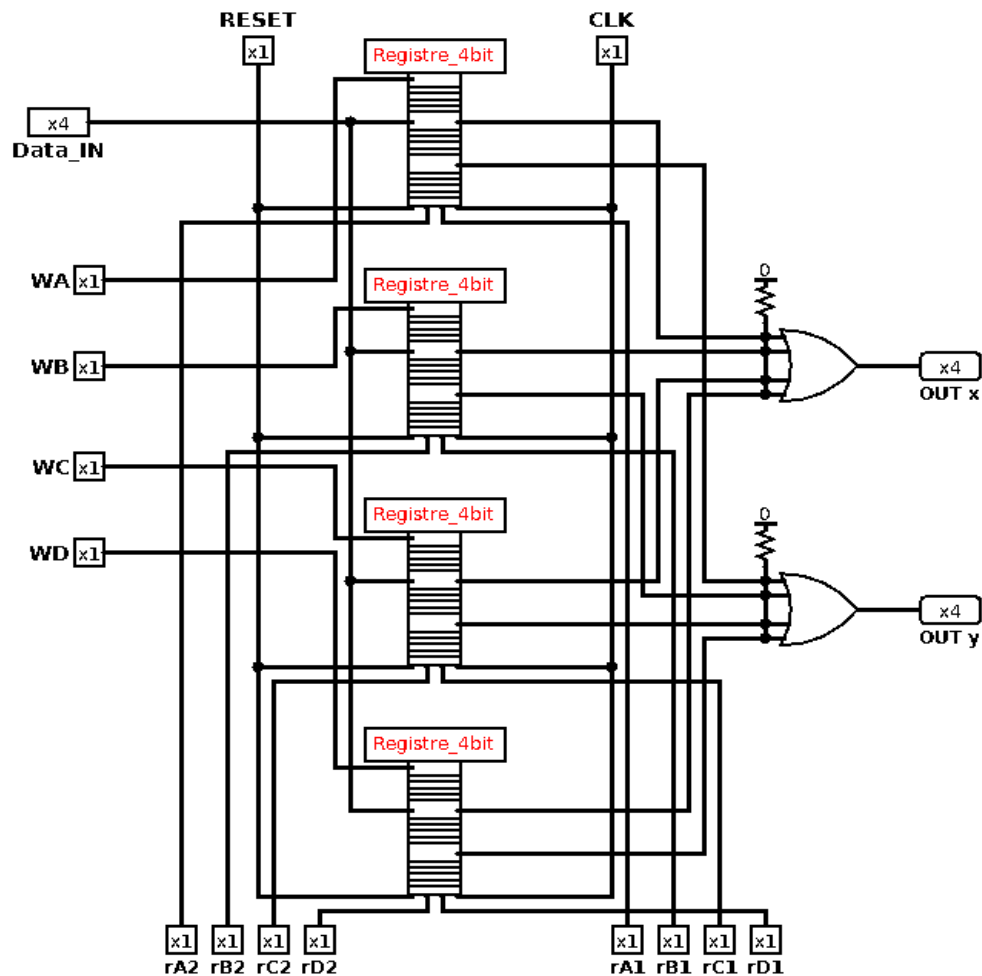 RESET
CLK
x1
x1
Registre_4bit
x4
Data_IN
WA x1
Registre_4bit
0
WB x1
x4
OUT x
WC x1
Registre_4bit
0
WD x1
x4
OUT y
Registre_4bit
x1 x1 x1 x1 x1 x1 x1 x1
rA2 rB2 rC2 rD2 rA1 rB1 rC1 rD1